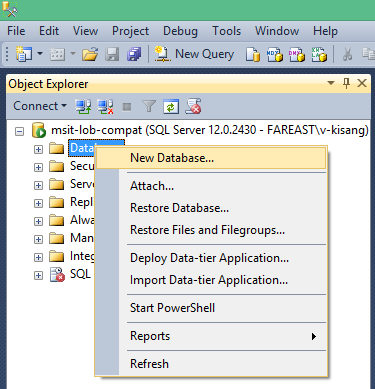 File Edit View Project Debug Tools Window Help
New Query
Object Explorer
Connect
msit-lob-compat (SQL Server 12.0.2430 - FAREAST\v-kisang)
Data
New Database...
Secu
Attach...
Serve
Restore Database...
Repl
Restore Files and Filegroups...
Alwa
Man
Deploy Data-tier Application...
Integ
Import Data-tier Application...
SQL
Start PowerShell
Reports
Refresh